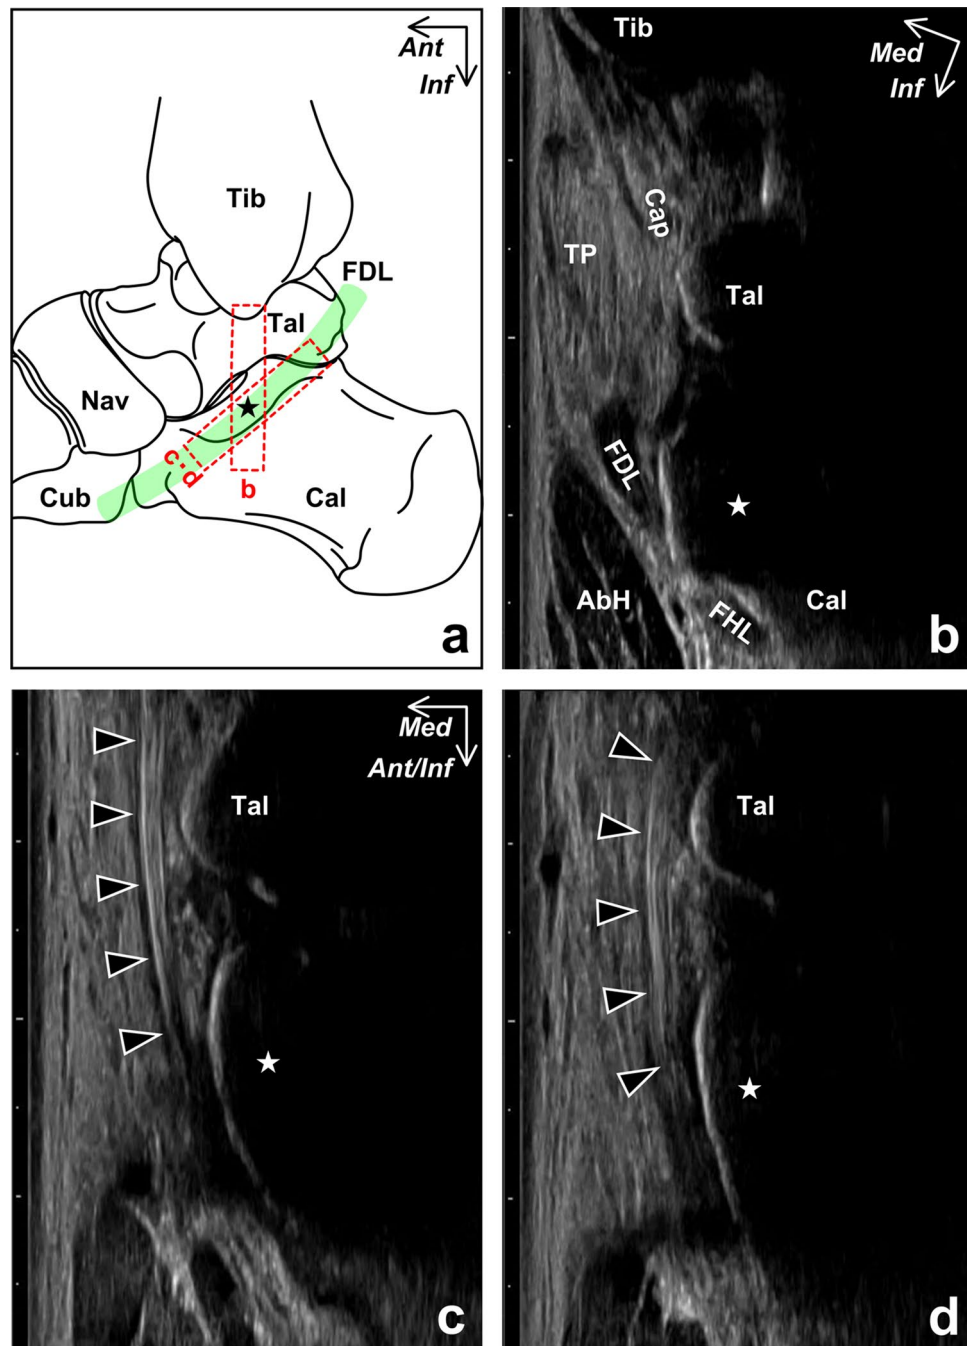 Ant
Inf
Tib
FDL
Tal
Nav
c·d
b
Cub
Cal
a
Tib
Med
Inf
Cap
TP
Tal
FDL
AbH
FHL
Cal
b
Med
Ant/Inf
Tal
c
Tal
d